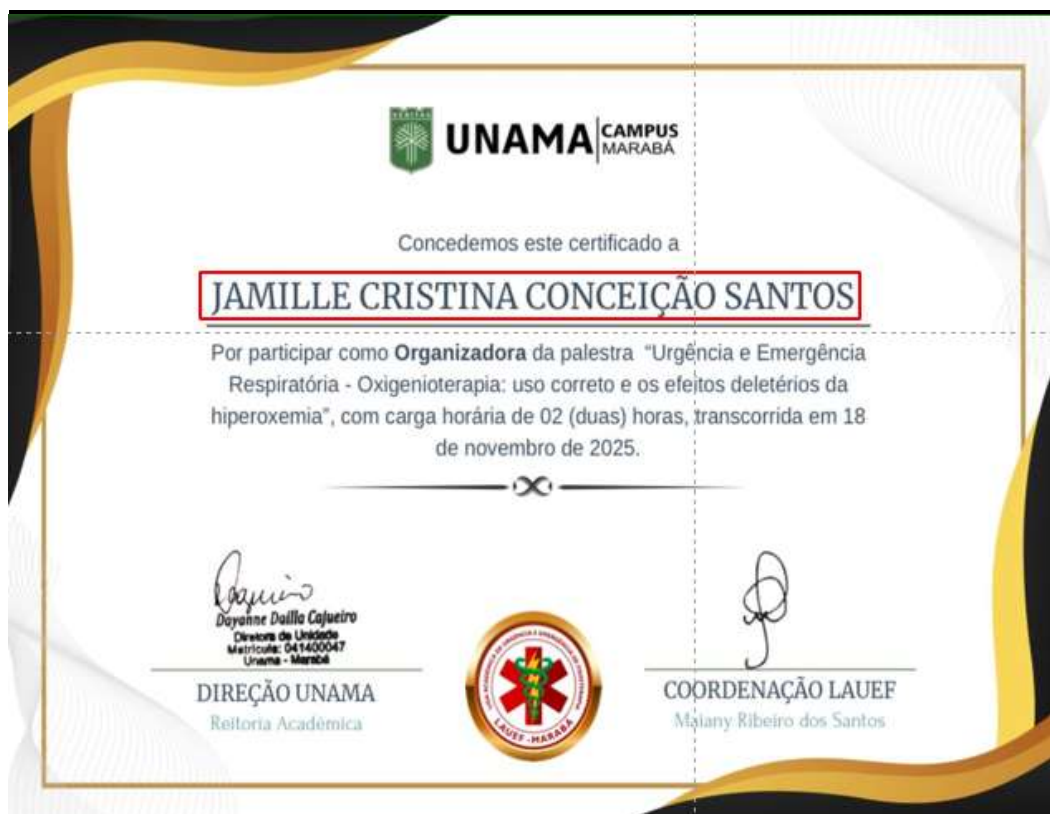 VERITAS
UNAMA
CAMPUS
MARABÁ
Concedemos este certificado a
JAMILLE CRISTINA CONCEIÇÃO SANTOS
Por participar como Organizadora da palestra “Urgência e Emergência
Respiratória - Oxigenioterapia: uso correto e os efeitos deletérios da
hiperoxemia”, com carga horária de 02 (duas) horas, transcorrida em 18
de novembro de 2025.
Dayanne Dailla Cajueiro
Diretora de Unidade
Matrícula: 041400047
Unama - Marabá
DIREÇÃO UNAMA
Reitoria Acadêmica
LAUEF - MARABÁ
COORDENAÇÃO LAUEF
Maiany Ribeiro dos Santos